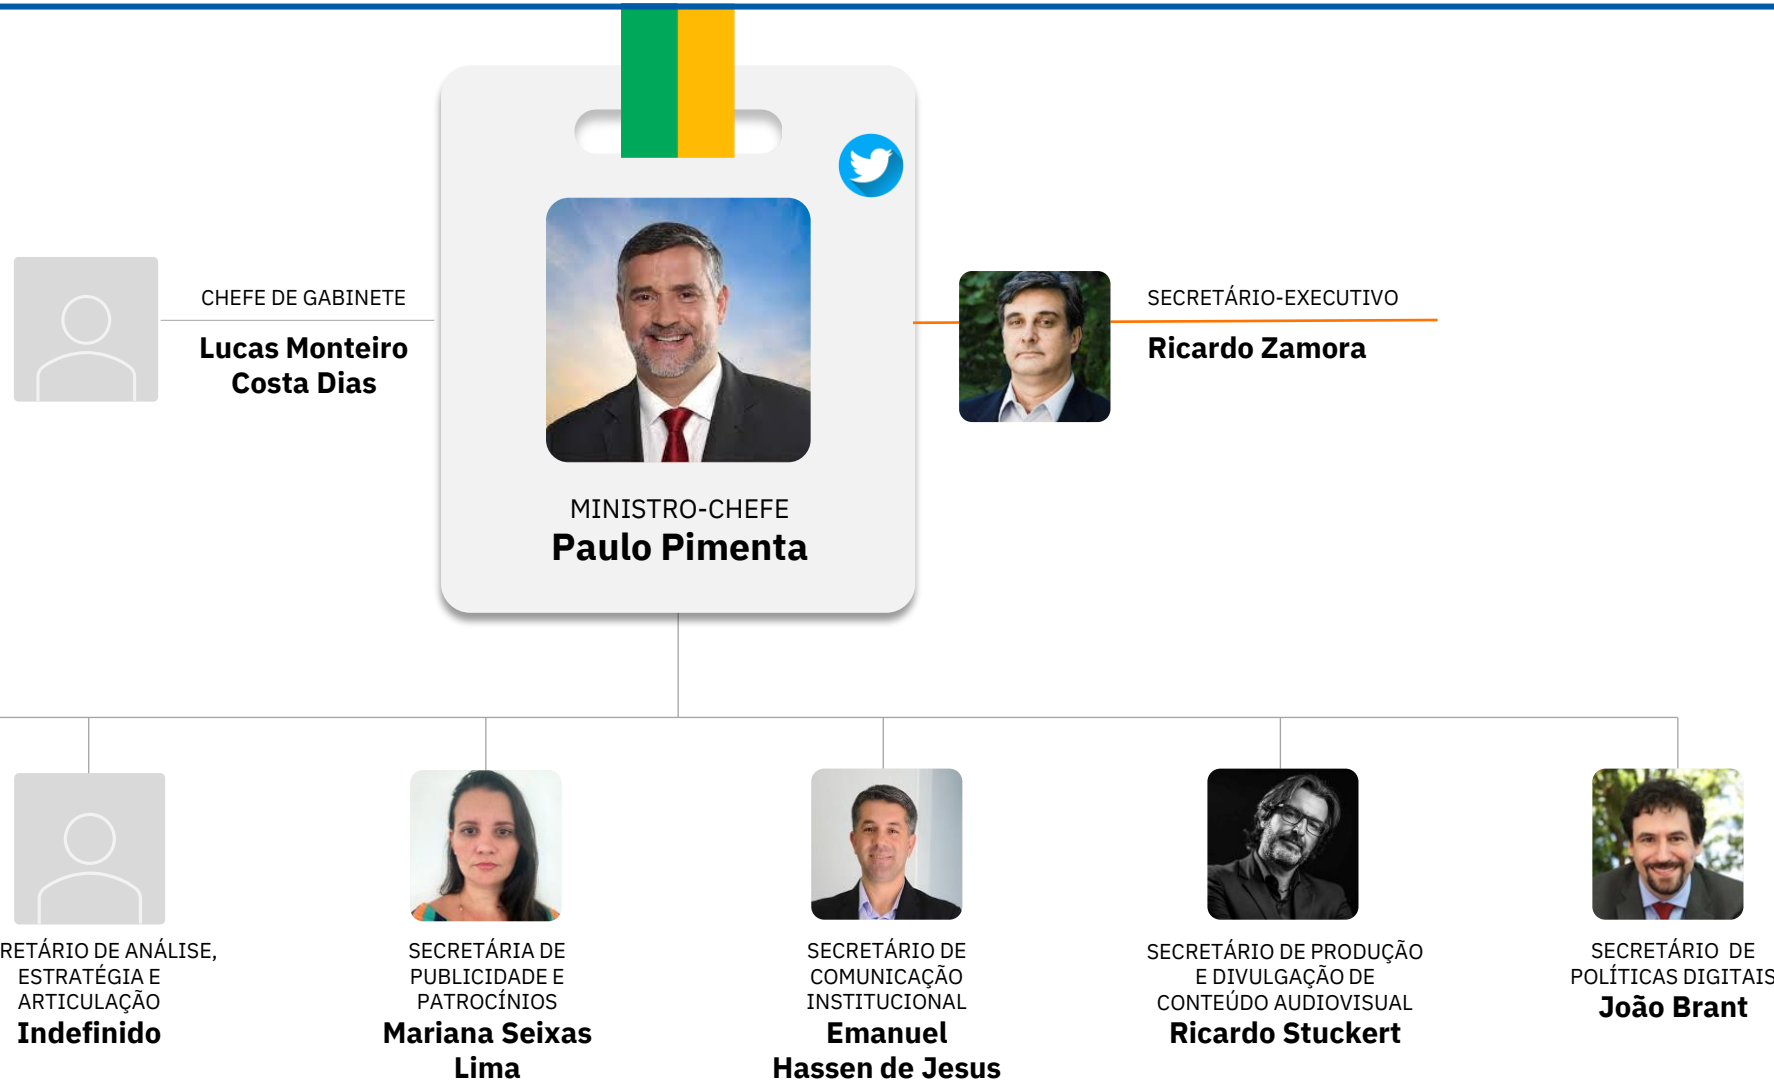 CHEFE DE GABINETE
Lucas Monteiro
Costa Dias
MINISTRO-CHEFE
Paulo Pimenta
SECRETÁRIO-EXECUTIVO
Ricardo Zamora
RETÁRIO DE ANÁLISE,
ESTRATÉGIA E
ARTICULAÇÃO
Indefinido
SECRETÁRIA DE
PUBLICIDADE E
PATROCÍNIOS
Mariana Seixas
Lima
SECRETÁRIO DE
COMUNICAÇÃO
INSTITUCIONAL
Emanuel
Hassen de Jesus
SECRETÁRIO DE PRODUÇÃO
E DIVULGAÇÃO DE
CONTEÚDO AUDIOVISUAL
Ricardo Stuckert
SECRETÁRIO DE
POLÍTICAS DIGITAIS
João Brant